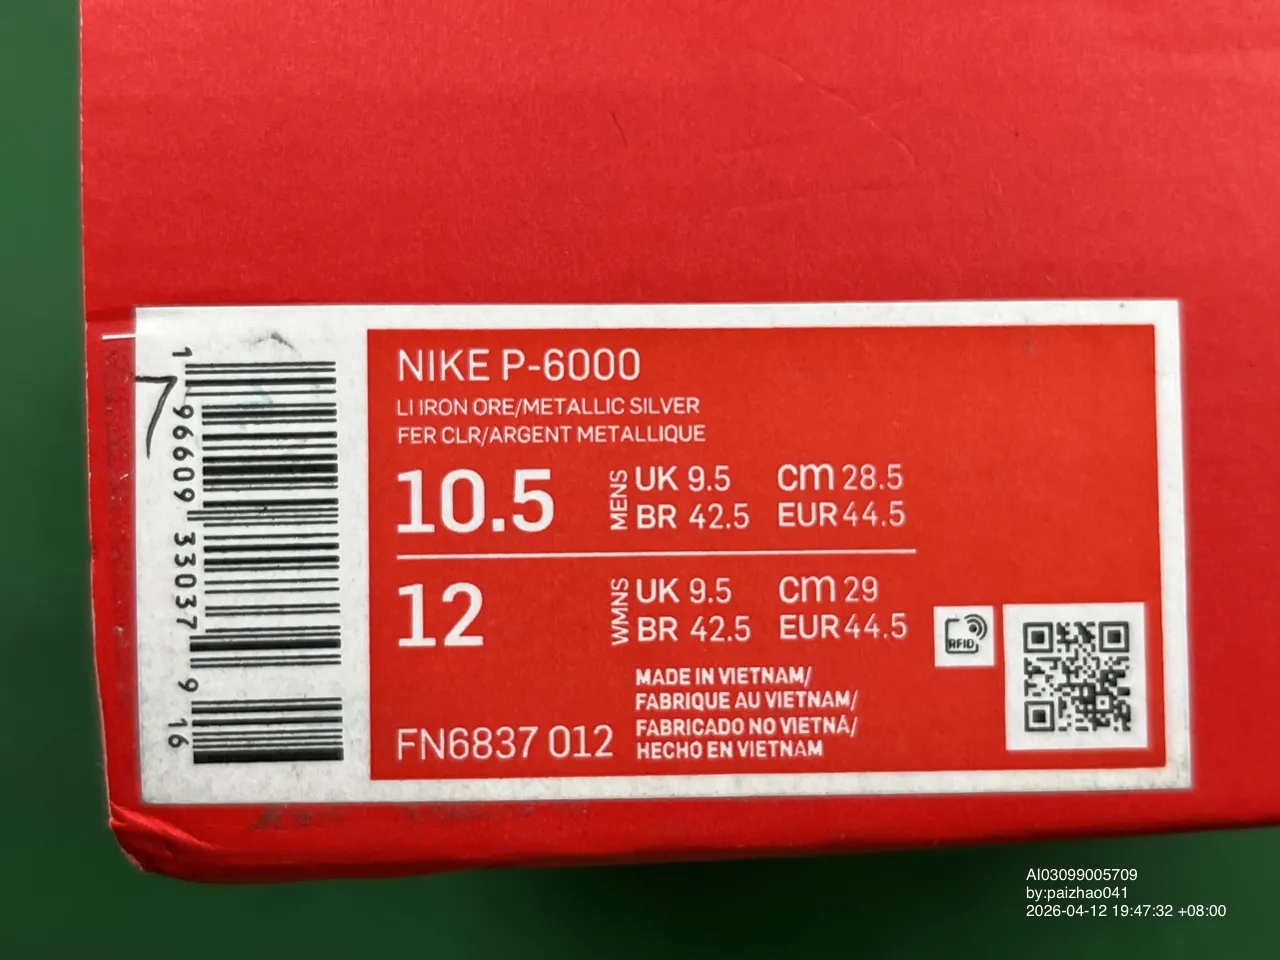 NIKE P-6000
LI IRON ORE/METALLIC SILVER
FER CLR/ARGENT METALLIQUE
10.5 MENS UK 9.5 cm 28.5
BR 42.5 EUR 44.5
12 WMNS UK 9.5 cm 29
BR 42.5 EUR 44.5
MADE IN VIETNAM/
FABRIQUE AU VIETNAM/
FABRICADO NO VIETNÃ/
HECHO EN VIETNAM
FN6837 012
RFID
1 96609 33037 9 16
AI03099005709
by:paizhao041
2026-04-12 19:47:32 +08:00